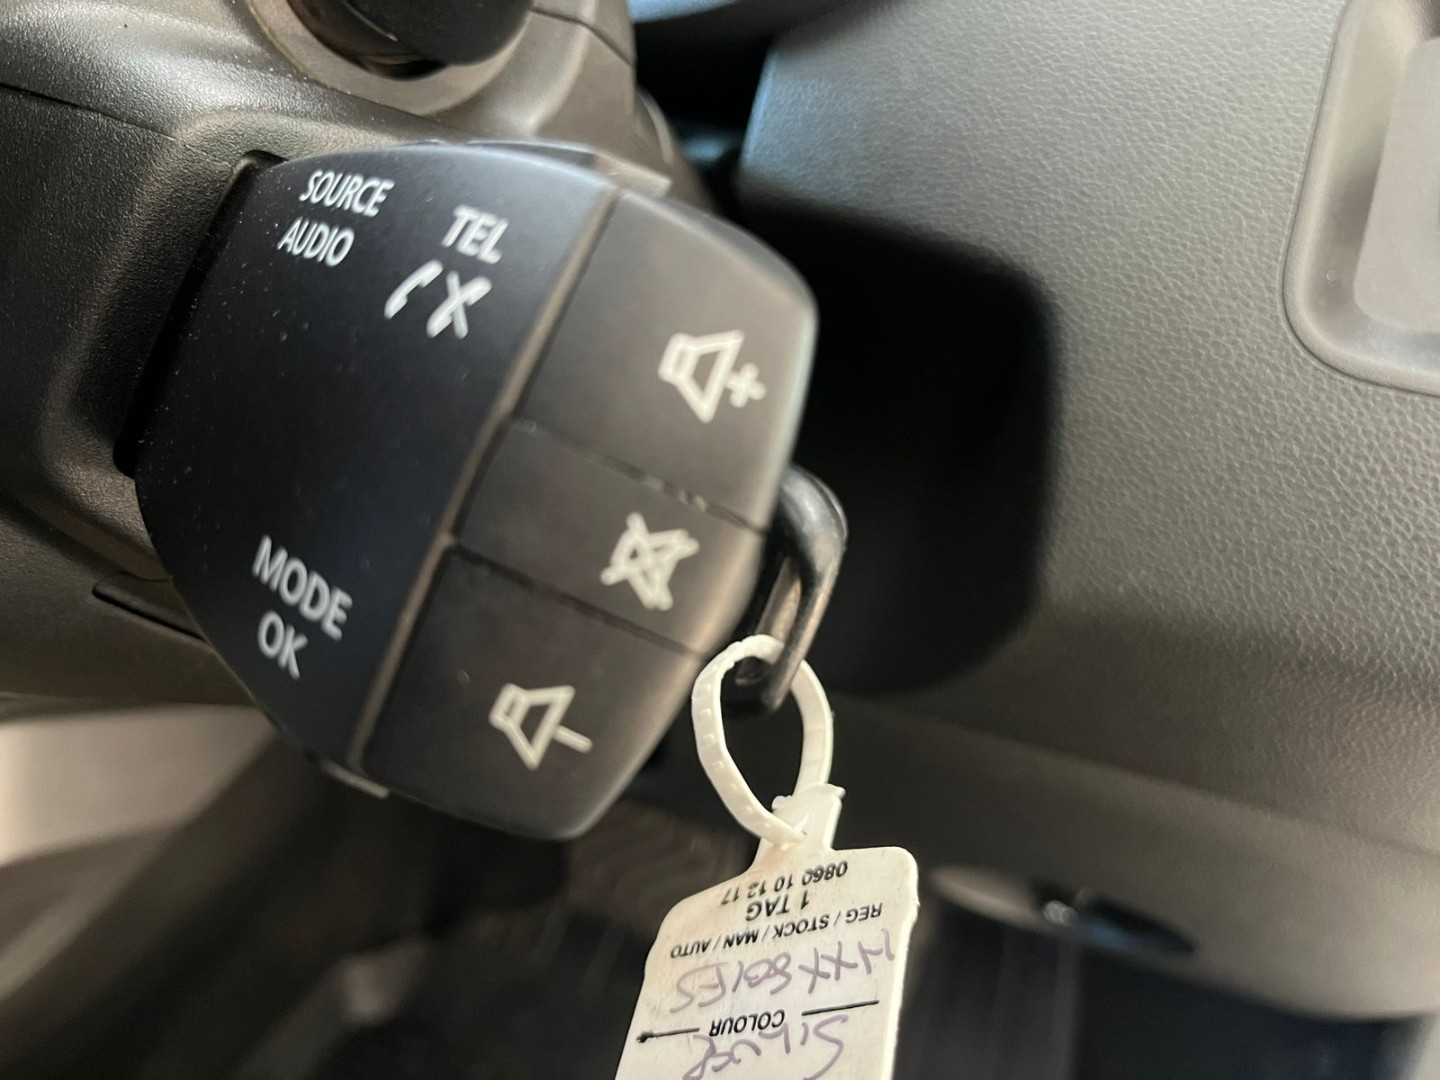 SOURCE
AUDIO
TEL
MODE
OK
0860 10 12 17
1 TAG
REG / STOCK / MAN / AUTO
COLOUR
Silver